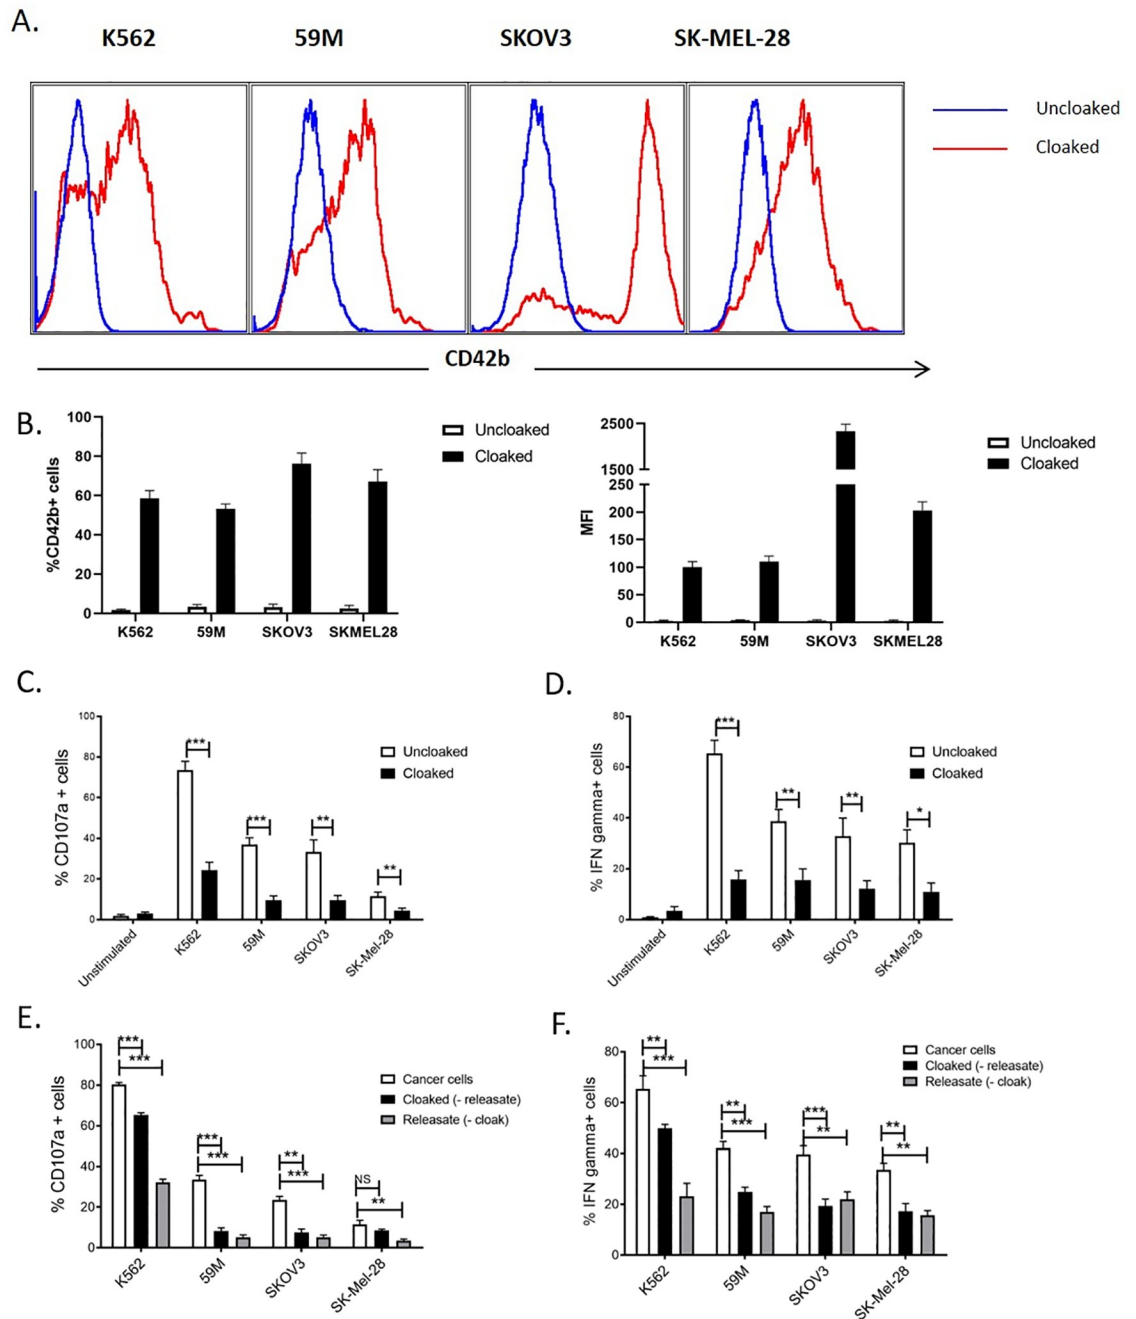 A.
K562 59M SKOV3 SK-MEL-28
Uncloaked
Cloaked
CD42b
B.
%CD42b+ cells
100
80
60
40
20
0
K562 59M SKOV3 SKMEL28
Uncloaked
Cloaked
MFI
2500
1500
250
200
150
100
50
0
K562 59M SKOV3 SKMEL28
Uncloaked
Cloaked
C.
% CD107a + cells
100
80
60
40
20
0
*** *** ** **
Uncloaked
Cloaked
Unstimulated K562 59M SKOV3 SK-Mel-28
D.
% IFN gamma+ cells
80
60
40
20
0
*** ** ** *
Uncloaked
Cloaked
Unstimulated K562 59M SKOV3 SK-Mel-28
E.
% CD107a + cells
100
80
60
40
20
0
*** *** ** NS
*** *** *** **
Cancer cells
Cloaked (- releasate)
Releasate (- cloak)
K562 59M SKOV3 SK-Mel-28
F.
% IFN gamma+ cells
80
60
40
20
0
** ** *** **
*** *** ** **
Cancer cells
Cloaked (- releasate)
Releasate (- cloak)
K562 59M SKOV3 SK-Mel-28